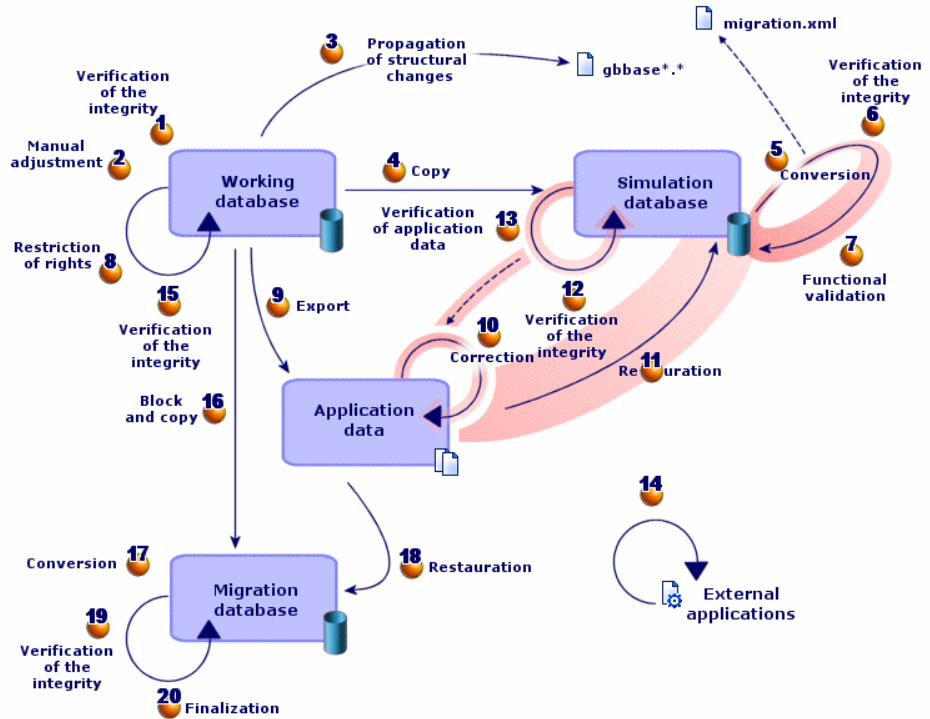 3
Propagation
of structural
changes
gbbase*.*
migration.xml
Verification
of the
integrity
1
Manual
adjustment
2
Working
database
4
Copy
Simulation
database
5
Conversion
Verification
of the
integrity
6
7
Functional
validation
Verification
of application
data
13
Restriction
of rights
8
15
Verification
of the
integrity
9
Export
12
Verification
of the
integrity
10
Correction
11
Re uration
Application
data
Block
and copy
16
14
External
applications
Conversion
17
18
Restauration
Migration
database
19
Verification
of the
integrity
20
Finalization